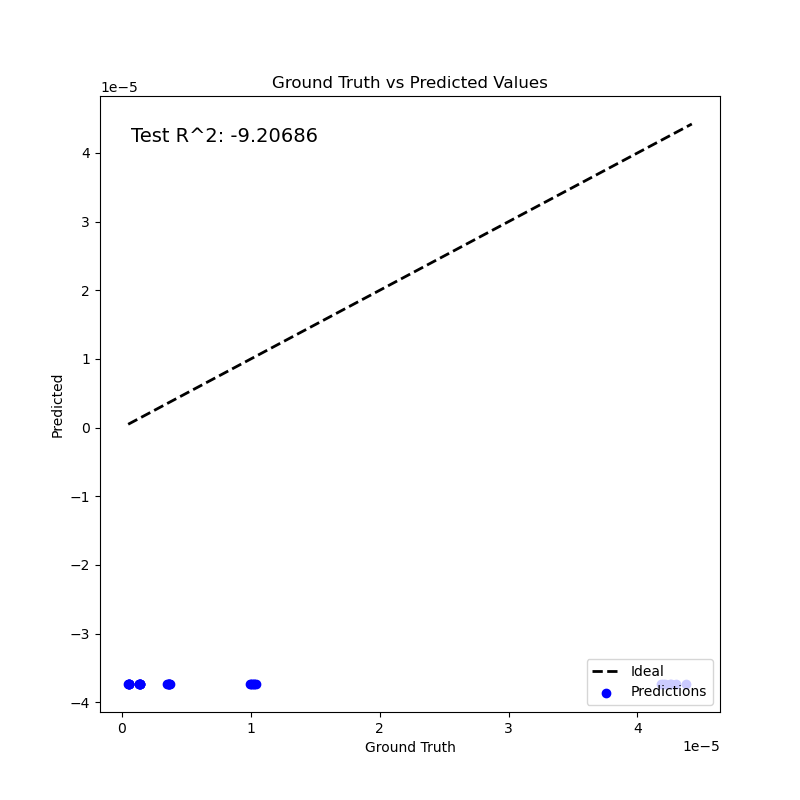 Ground Truth vs Predicted Values
1e−5
Test R^2: -9.20686
4
3
2
1
0
−1
−2
−3
−4
Predicted
Ideal
Predictions
0 1 2 3 4
1e−5
Ground Truth